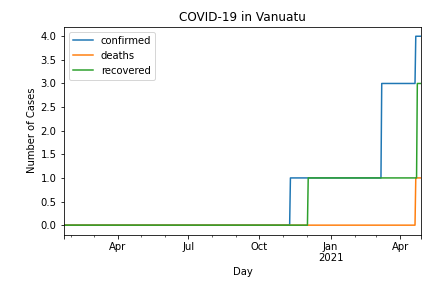 COVID-19 in Vanuatu
confirmed
deaths
recovered
Number of Cases
4.0
3.5
3.0
2.5
2.0
1.5
1.0
0.5
0.0
Apr
Jul
Oct
Jan
2021
Apr
Day